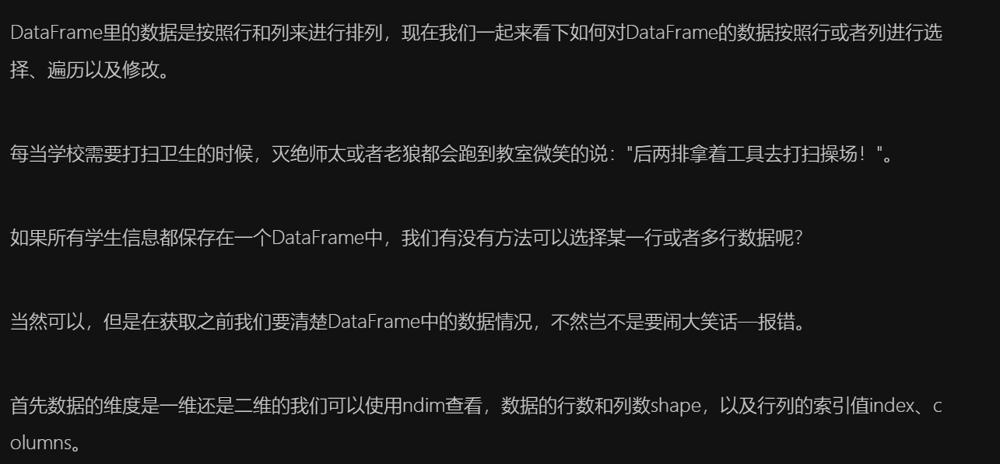 DataFrame里的数据是按照行和列来进行排列，现在我们一起来看下如何对DataFrame的数据按照行或者列进行选
择、遍历以及修改。
每当学校需要打扫卫生的时候，灭绝师太或者老狼都会跑到教室微笑的说："后两排拿着工具去打扫操场！"。
如果所有学生信息都保存在一个DataFrame中，我们有没有方法可以选择某一行或者多行数据呢？
当然可以，但是在获取之前我们要清楚DataFrame中的数据情况，不然岂不是要闹大笑话—报错。
首先数据的维度是一维还是二维的我们可以使用ndim查看，数据的行数和列数shape，以及行列的索引值index、c
olumns。